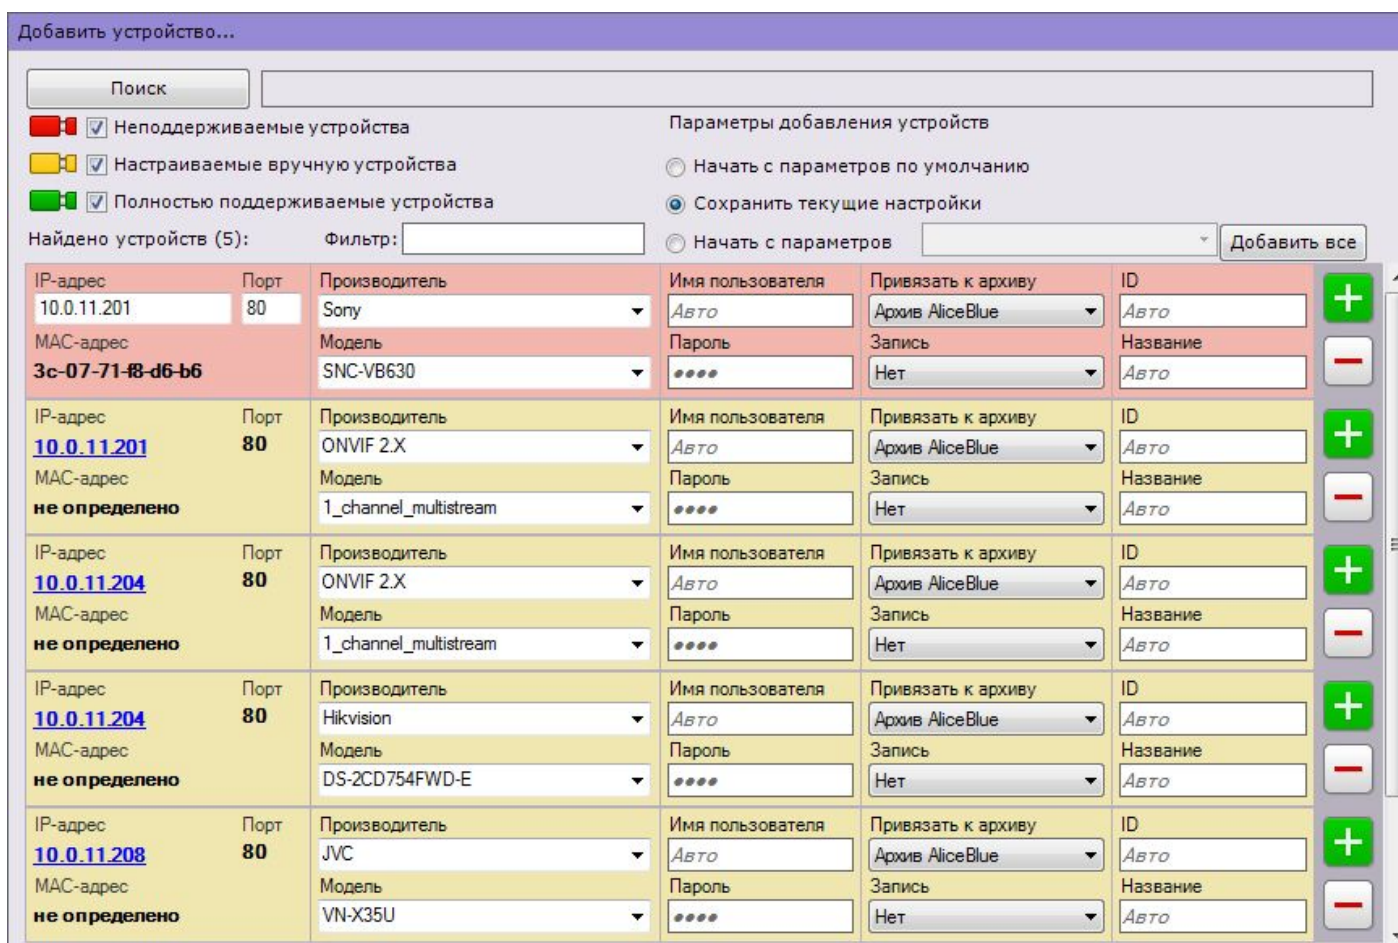 Добавить устройство...
Поиск
Неподдерживаемые устройства
Параметры добавления устройств
Настраиваемые вручную устройства
Начать с параметров по умолчанию
Полностью поддерживаемые устройства
Сохранить текущие настройки
Найдено устройств (5): Фильтр:
Начать с параметров Добавить все
IP-адрес Порт Производитель Имя пользователя Привязать к архиву ID
10.0.11.201 80 Sony Авто Архив AliceBlue Авто
MAC-адрес Модель Пароль Запись Название
3c-07-71-f8-d6-b6 SNC-VB630 •••• Нет Авто
IP-адрес Порт Производитель Имя пользователя Привязать к архиву ID
10.0.11.201 80 ONVIF 2.X Авто Архив AliceBlue Авто
MAC-адрес Модель Пароль Запись Название
не определено 1_channel_multistream •••• Нет Авто
IP-адрес Порт Производитель Имя пользователя Привязать к архиву ID
10.0.11.204 80 ONVIF 2.X Авто Архив AliceBlue Авто
MAC-адрес Модель Пароль Запись Название
не определено 1_channel_multistream •••• Нет Авто
IP-адрес Порт Производитель Имя пользователя Привязать к архиву ID
10.0.11.204 80 Hikvision Авто Архив AliceBlue Авто
MAC-адрес Модель Пароль Запись Название
не определено DS-2CD754FWD-E •••• Нет Авто
IP-адрес Порт Производитель Имя пользователя Привязать к архиву ID
10.0.11.208 80 JVC Авто Архив AliceBlue Авто
MAC-адрес Модель Пароль Запись Название
не определено VN-X35U •••• Нет Авто